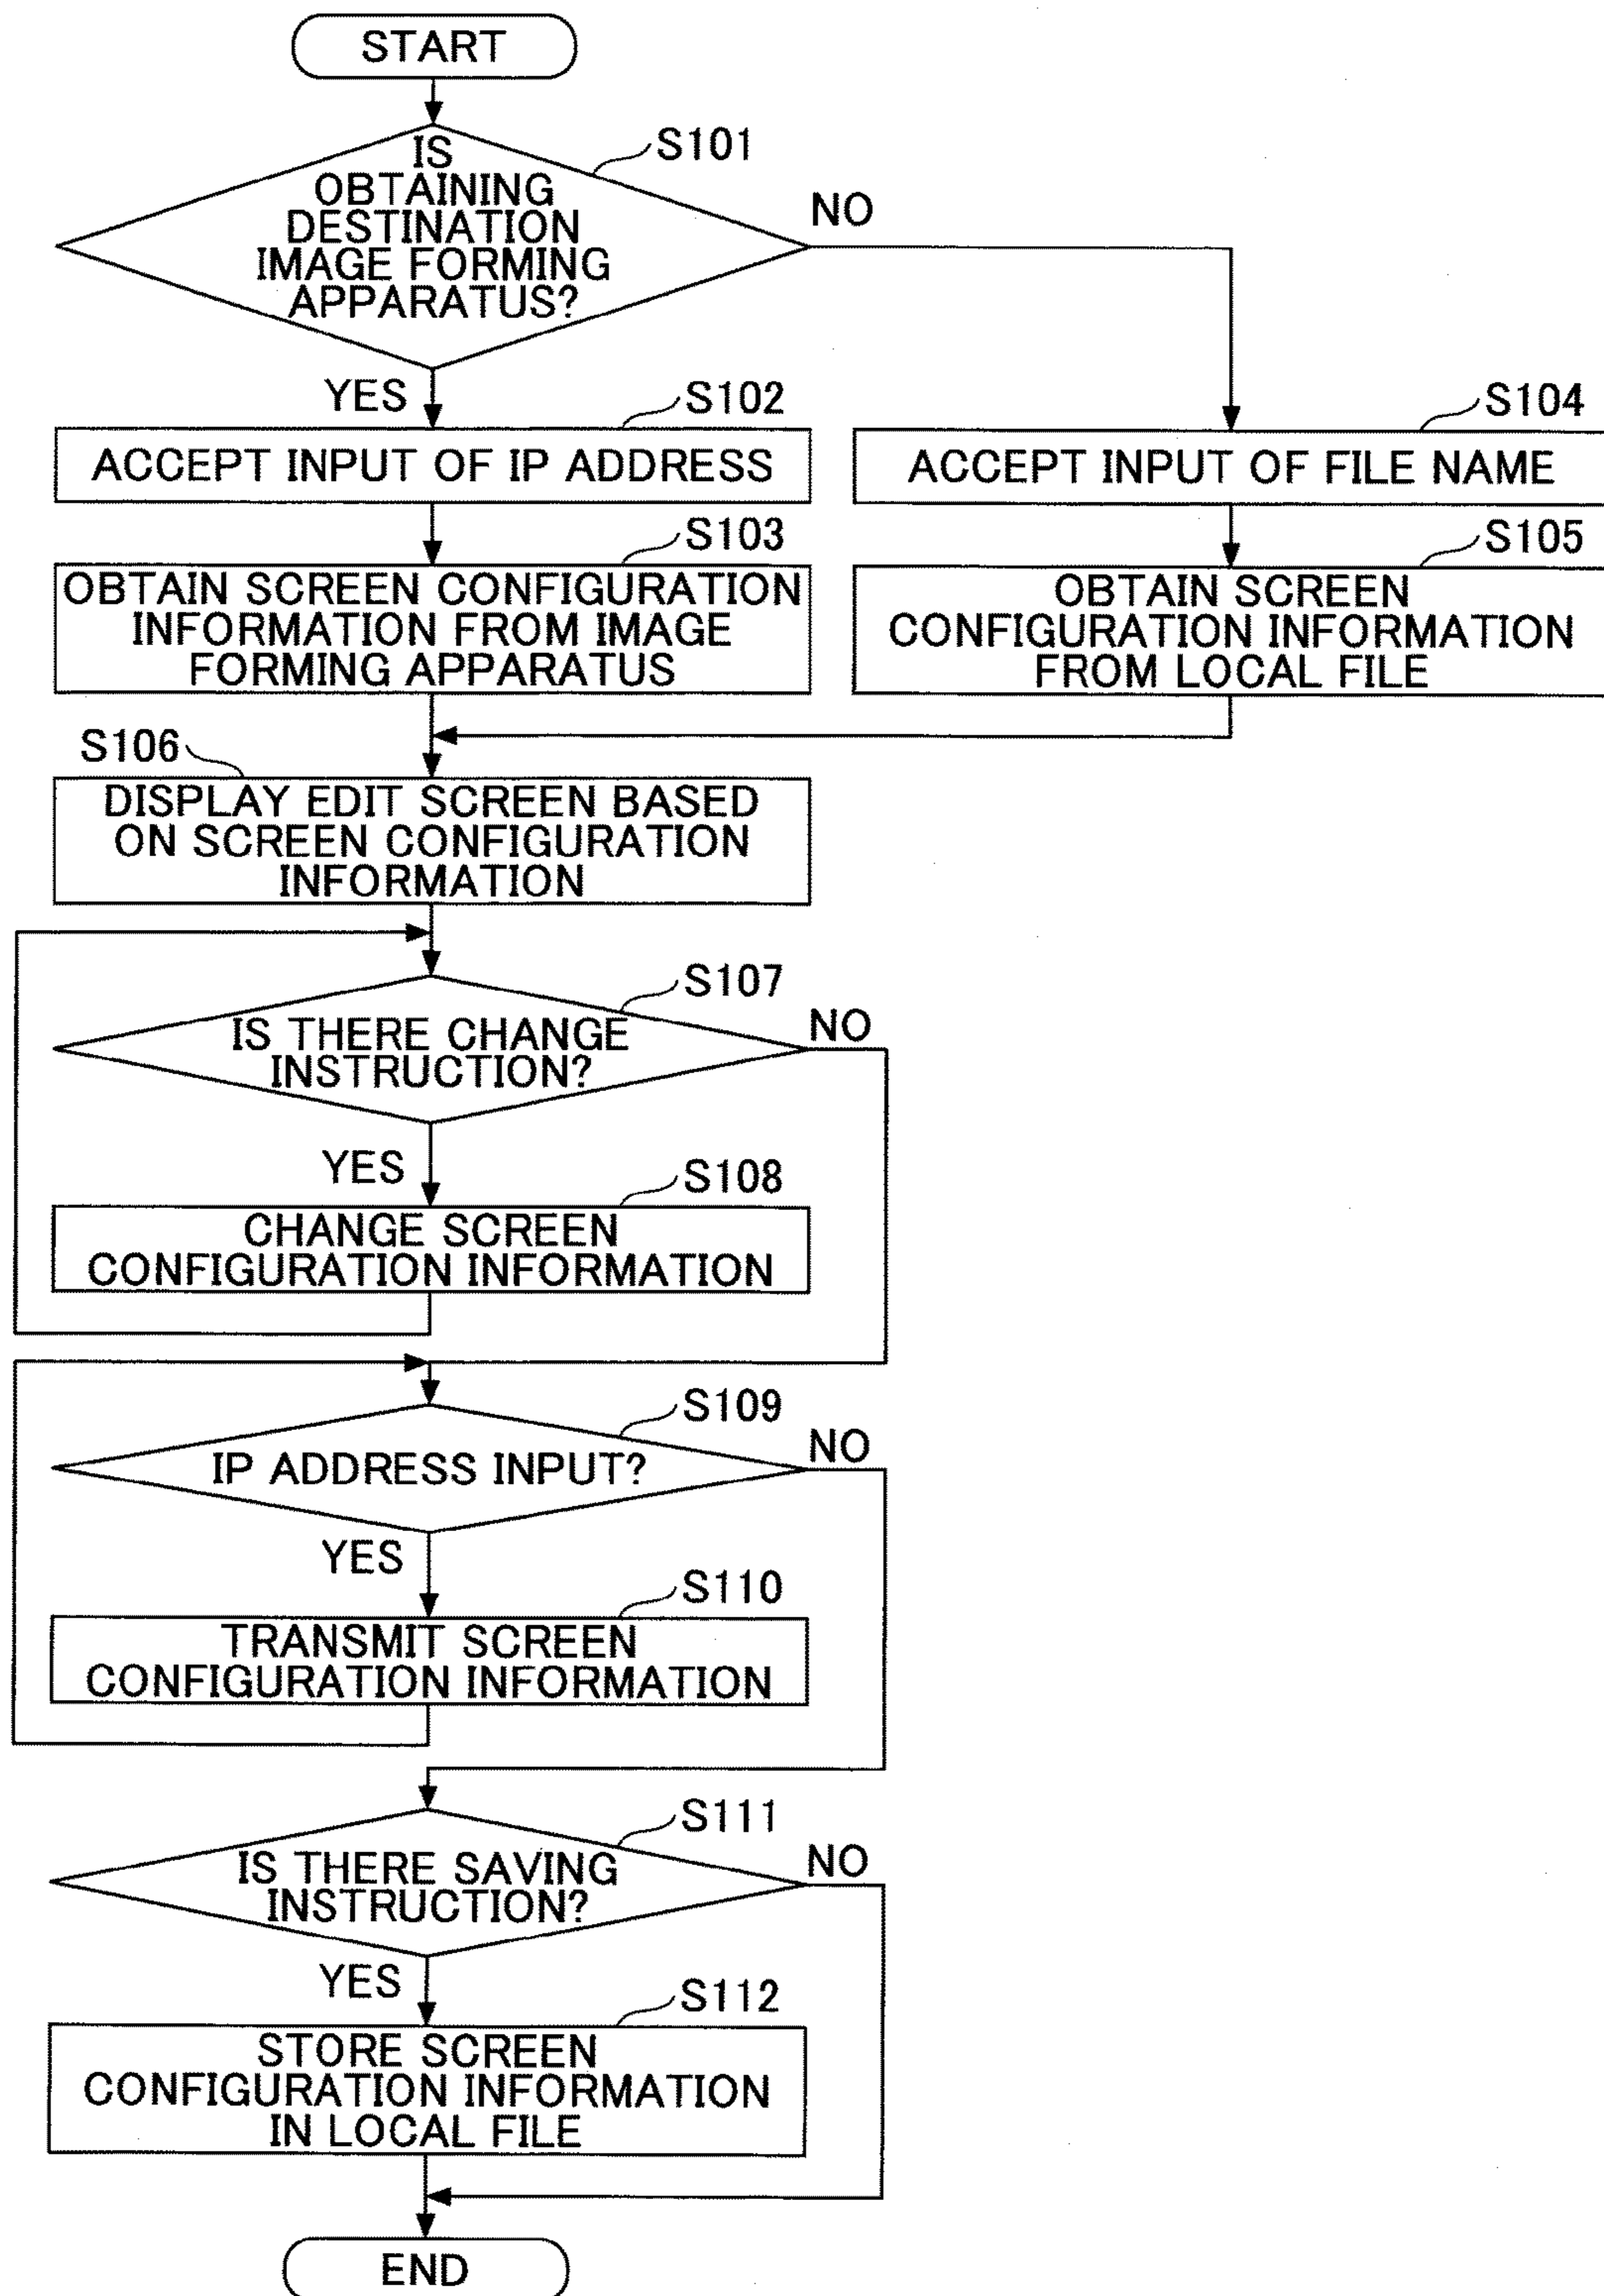 START
S101
IS
OBTAINING
DESTINATION
IMAGE FORMING
APPARATUS?
NO
YES
S102
ACCEPT INPUT OF IP ADDRESS
S104
ACCEPT INPUT OF FILE NAME
S103
OBTAIN SCREEN CONFIGURATION
INFORMATION FROM IMAGE
FORMING APPARATUS
S105
OBTAIN SCREEN
CONFIGURATION INFORMATION
FROM LOCAL FILE
S106
DISPLAY EDIT SCREEN BASED
ON SCREEN CONFIGURATION
INFORMATION
S107
IS THERE CHANGE
INSTRUCTION?
NO
YES
S108
CHANGE SCREEN
CONFIGURATION INFORMATION
S109
IP ADDRESS INPUT?
NO
YES
S110
TRANSMIT SCREEN
CONFIGURATION INFORMATION
S111
IS THERE SAVING
INSTRUCTION?
NO
YES
S112
STORE SCREEN
CONFIGURATION INFORMATION
IN LOCAL FILE
END